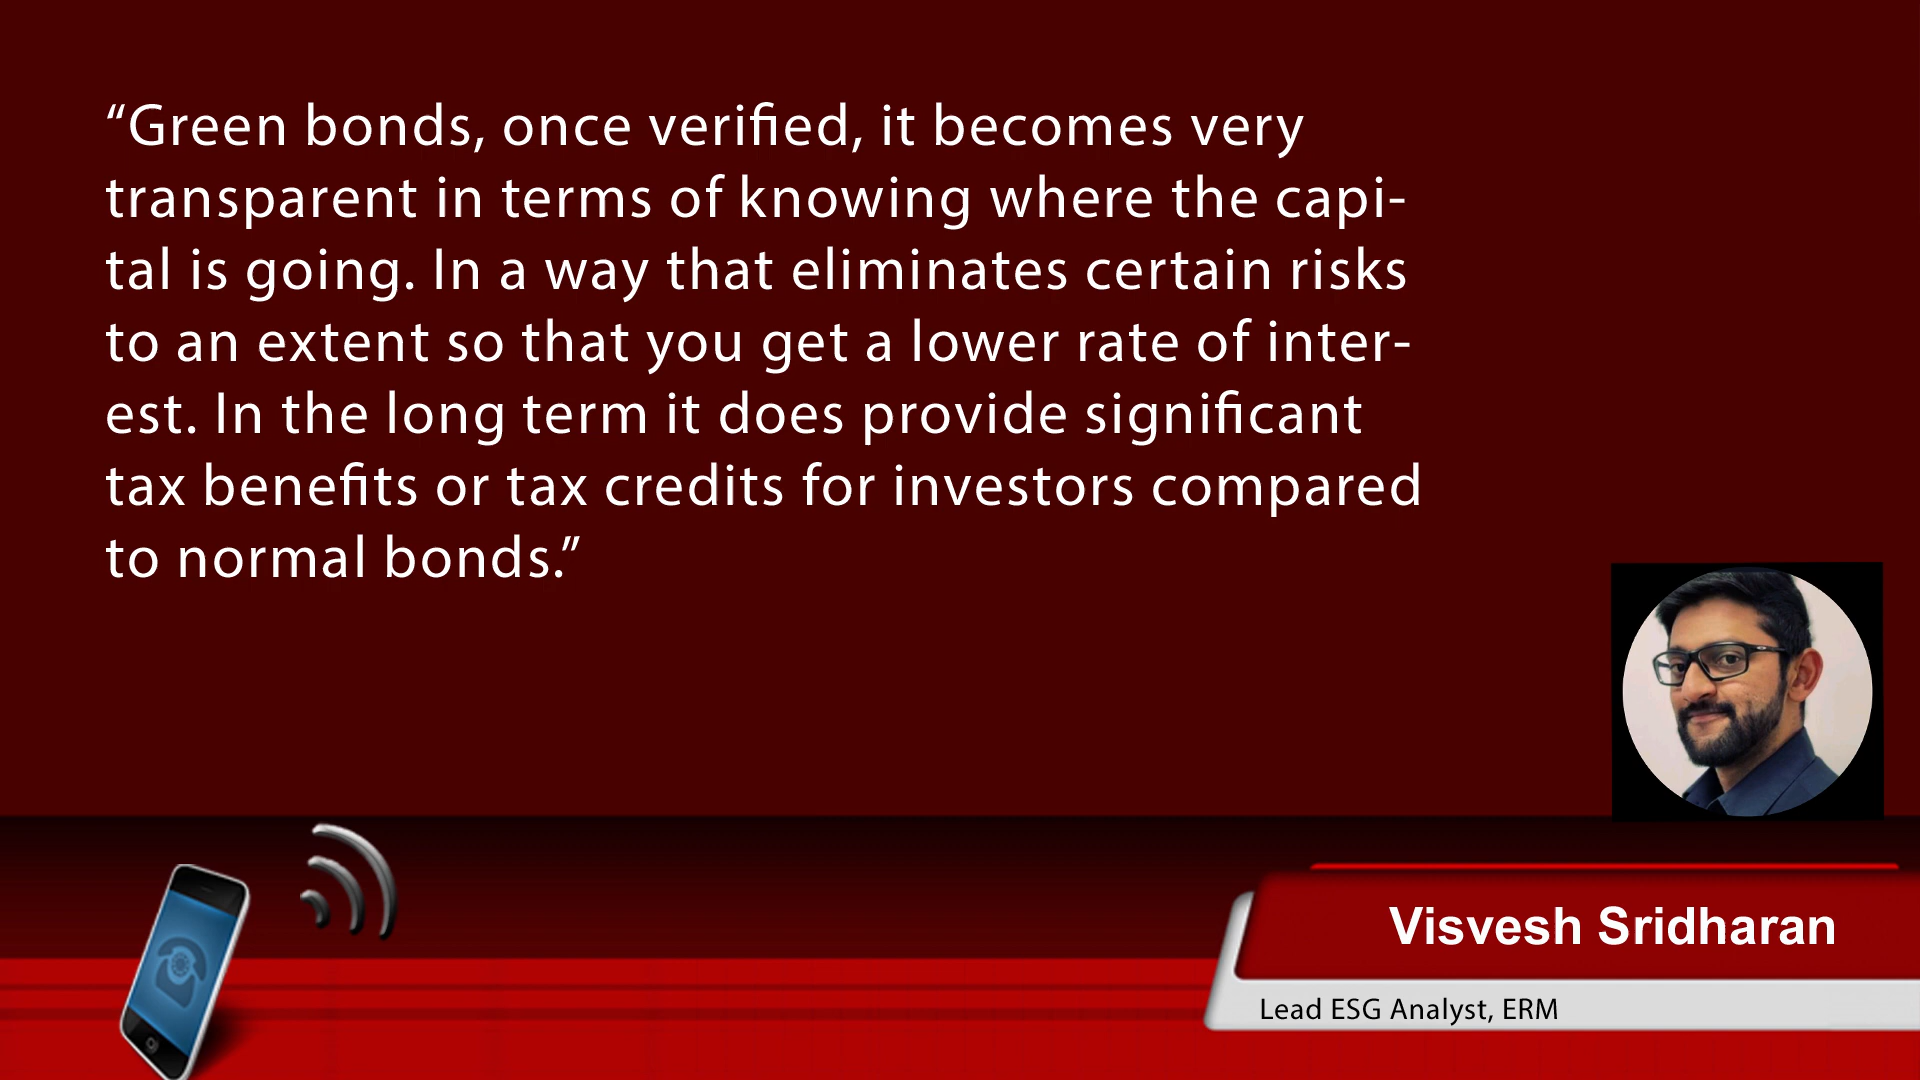 “Green bonds, once verified, it becomes very
transparent in terms of knowing where the capi-
tal is going. In a way that eliminates certain risks
to an extent so that you get a lower rate of inter-
est. In the long term it does provide significant
tax benefits or tax credits for investors compared
to normal bonds.”
Visvesh Sridharan
Lead ESG Analyst, ERM